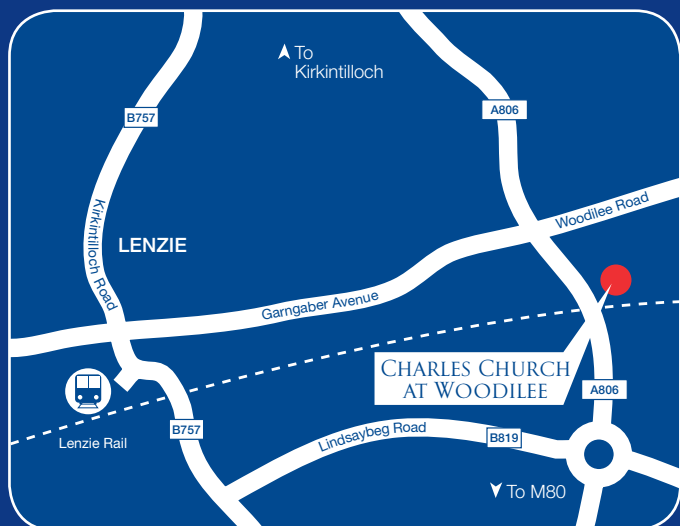 To
Kirkintilloch
B757
A806
Kirkintilloch Road
Woodilee Road
LENZIE
Garngaber Avenue
CHARLES CHURCH
AT WOODILEE
A806
Lenzie Rail
B757
Lindsaybeg Road
B819
To M80